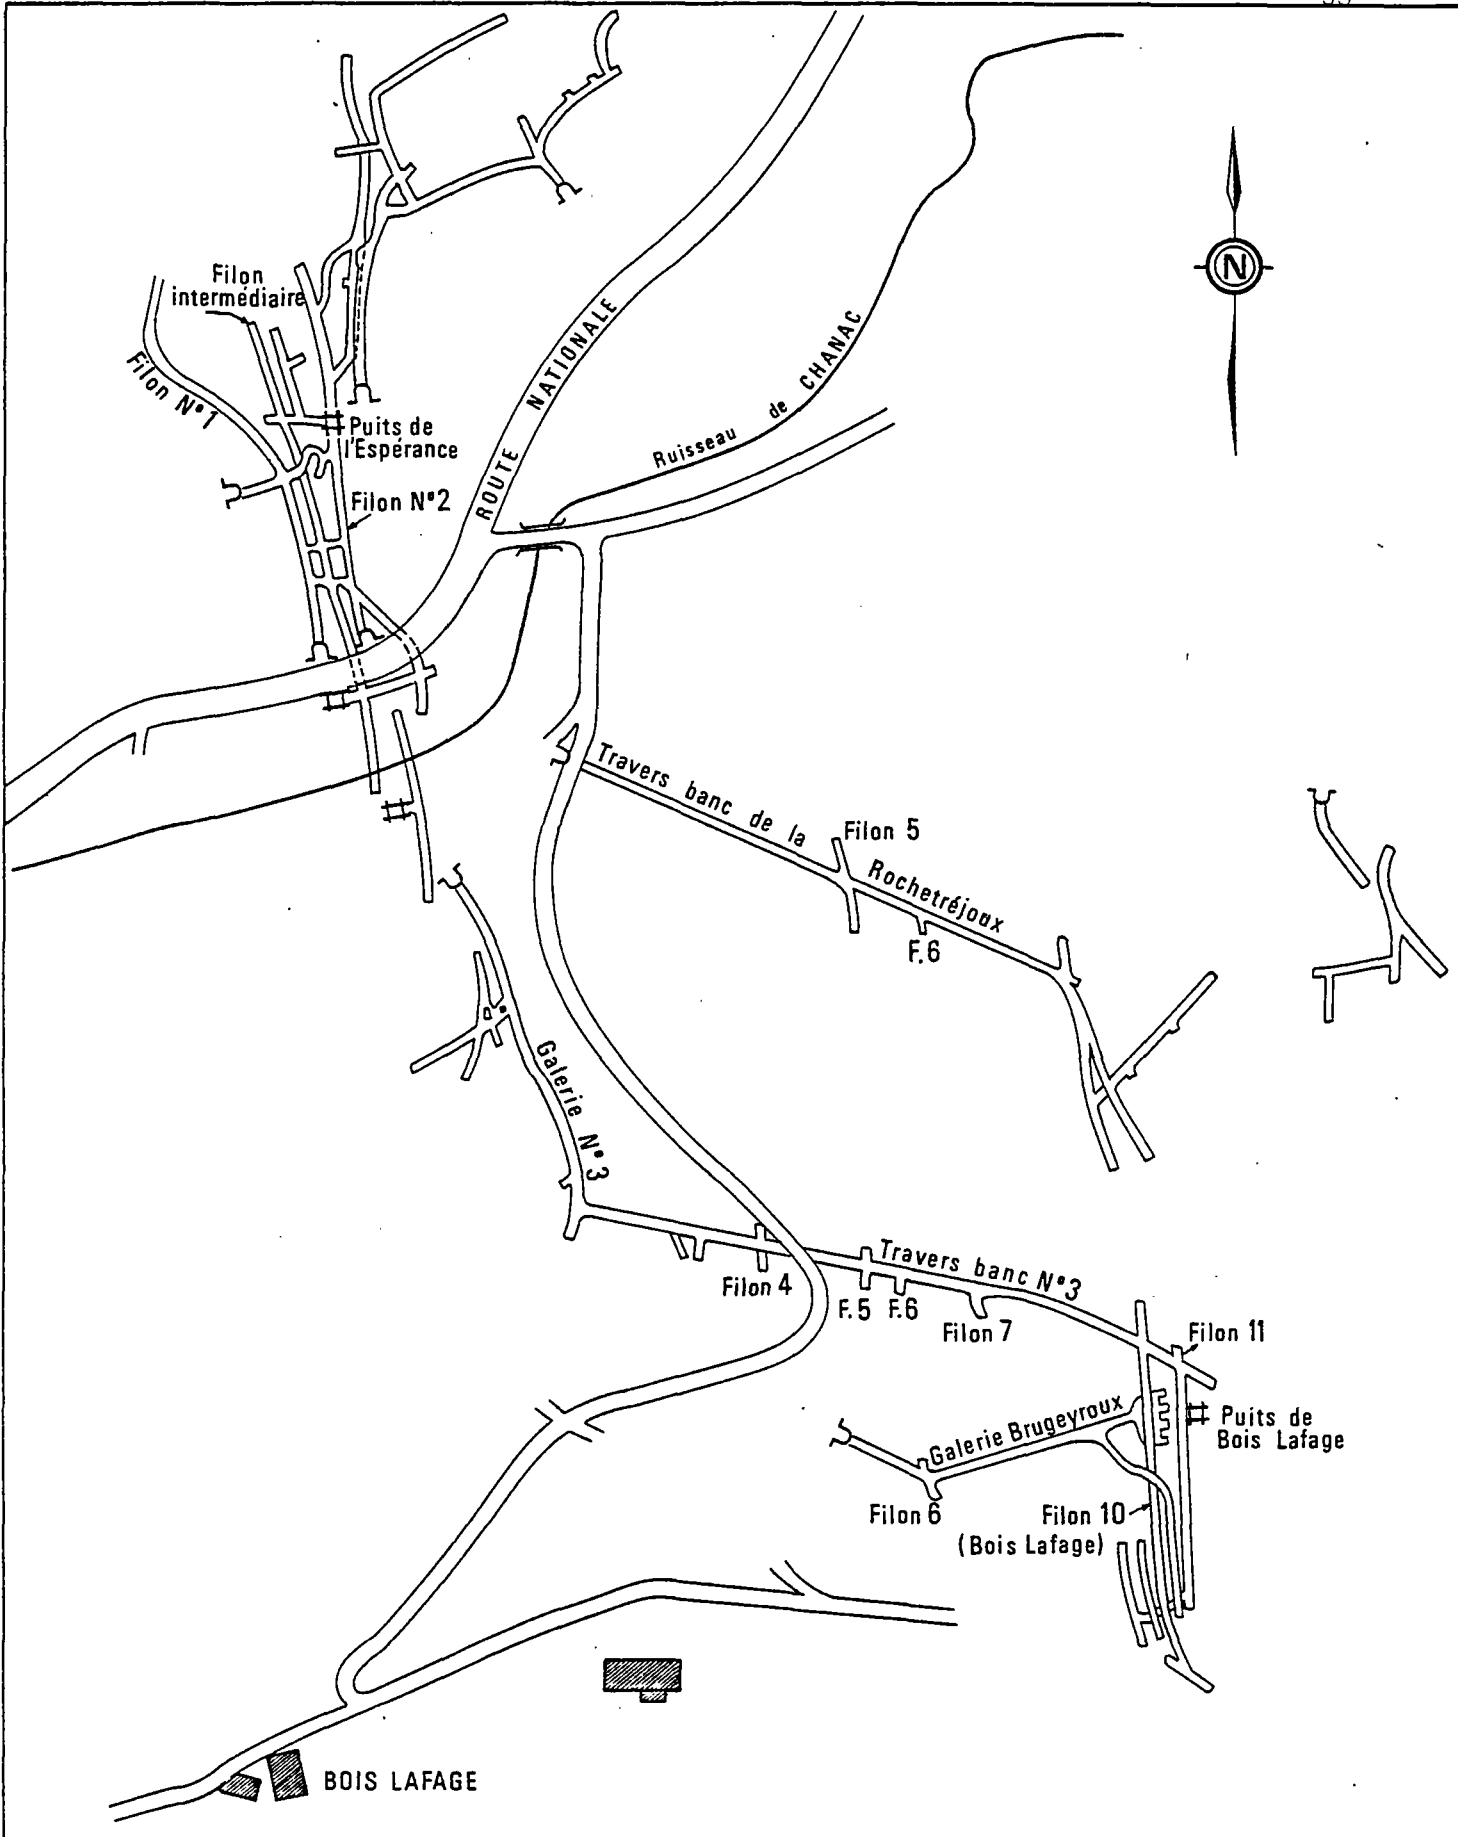 N
Filon
intermédiaire
Filon N°1
Puits de
l'Espérance
Filon N°2
ROUTE NATIONALE
Ruisseau de CHANAC
Travers banc de la
Rochetréjoux
Filon 5
F.6
Galerie N°3
Filon 4
F.5
F.6
Travers banc N°3
Filon 7
Filon 11
Galerie Brugeyroux
Puits de
Bois Lafage
Filon 6
Filon 10
(Bois Lafage)
BOIS LAFAGE